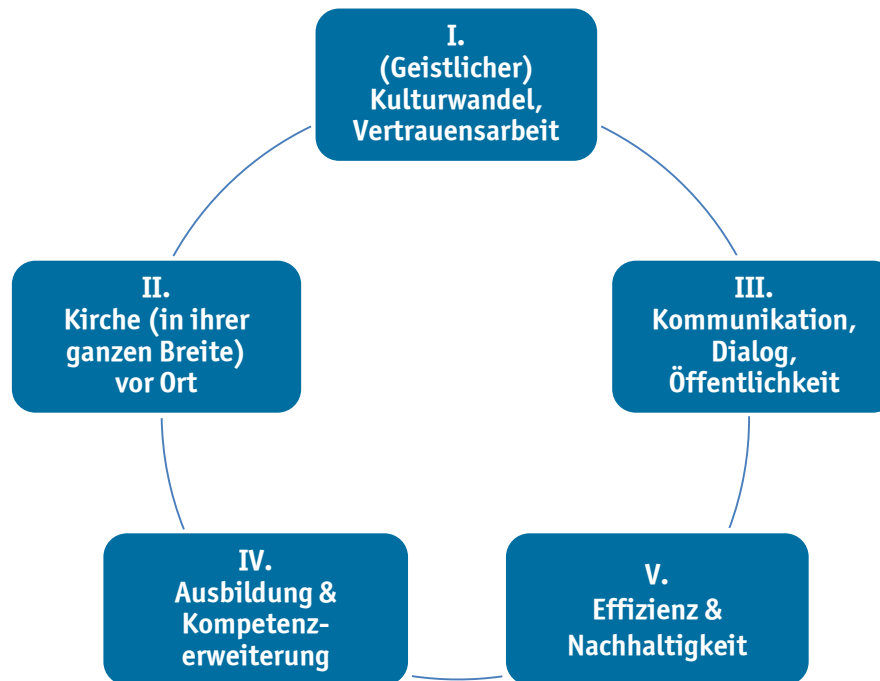 I.
(Geistlicher)
Kulturwandel,
Vertrauensarbeit
II.
Kirche (in ihrer
ganzen Breite)
vor Ort
III.
Kommunikation,
Dialog,
Öffentlichkeit
IV.
Ausbildung &
Kompetenz-
erweiterung
V.
Effizienz &
Nachhaltigkeit